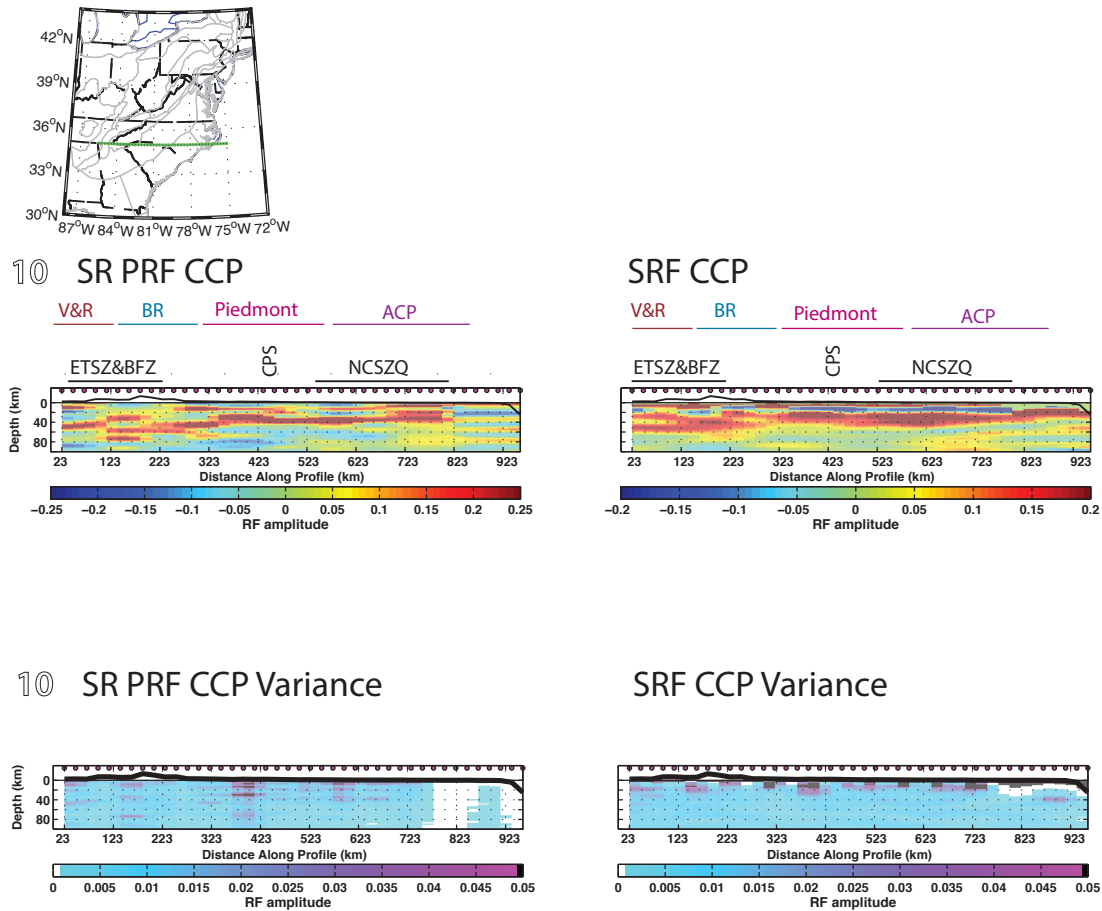 42°N
39°N
36°N
33°N
30°N
87°W 84°W 81°W 78°W 75°W 72°W
10 SR PRF CCP
SRF CCP
V&R BR Piedmont ACP
V&R BR Piedmont ACP
ETSZ&BFZ CPS NCSZQ
ETSZ&BFZ CPS NCSZQ
Depth (km)
0
40
80
23 123 223 323 423 523 623 723 823 923
Distance Along Profile (km)
−0.25 −0.2 −0.15 −0.1 −0.05 0 0.05 0.1 0.15 0.2 0.25
RF amplitude
0
40
80
23 123 223 323 423 523 623 723 823 923
Distance Along Profile (km)
−0.2 −0.15 −0.1 −0.05 0 0.05 0.1 0.15 0.2
RF amplitude
10 SR PRF CCP Variance
SRF CCP Variance
Depth (km)
0
40
80
23 123 223 323 423 523 623 723 823 923
Distance Along Profile (km)
0 0.005 0.01 0.015 0.02 0.025 0.03 0.035 0.04 0.045 0.05
RF amplitude
0
40
80
23 123 223 323 423 523 623 723 823 923
Distance Along Profile (km)
0 0.005 0.01 0.015 0.02 0.025 0.03 0.035 0.04 0.045 0.05
RF amplitude